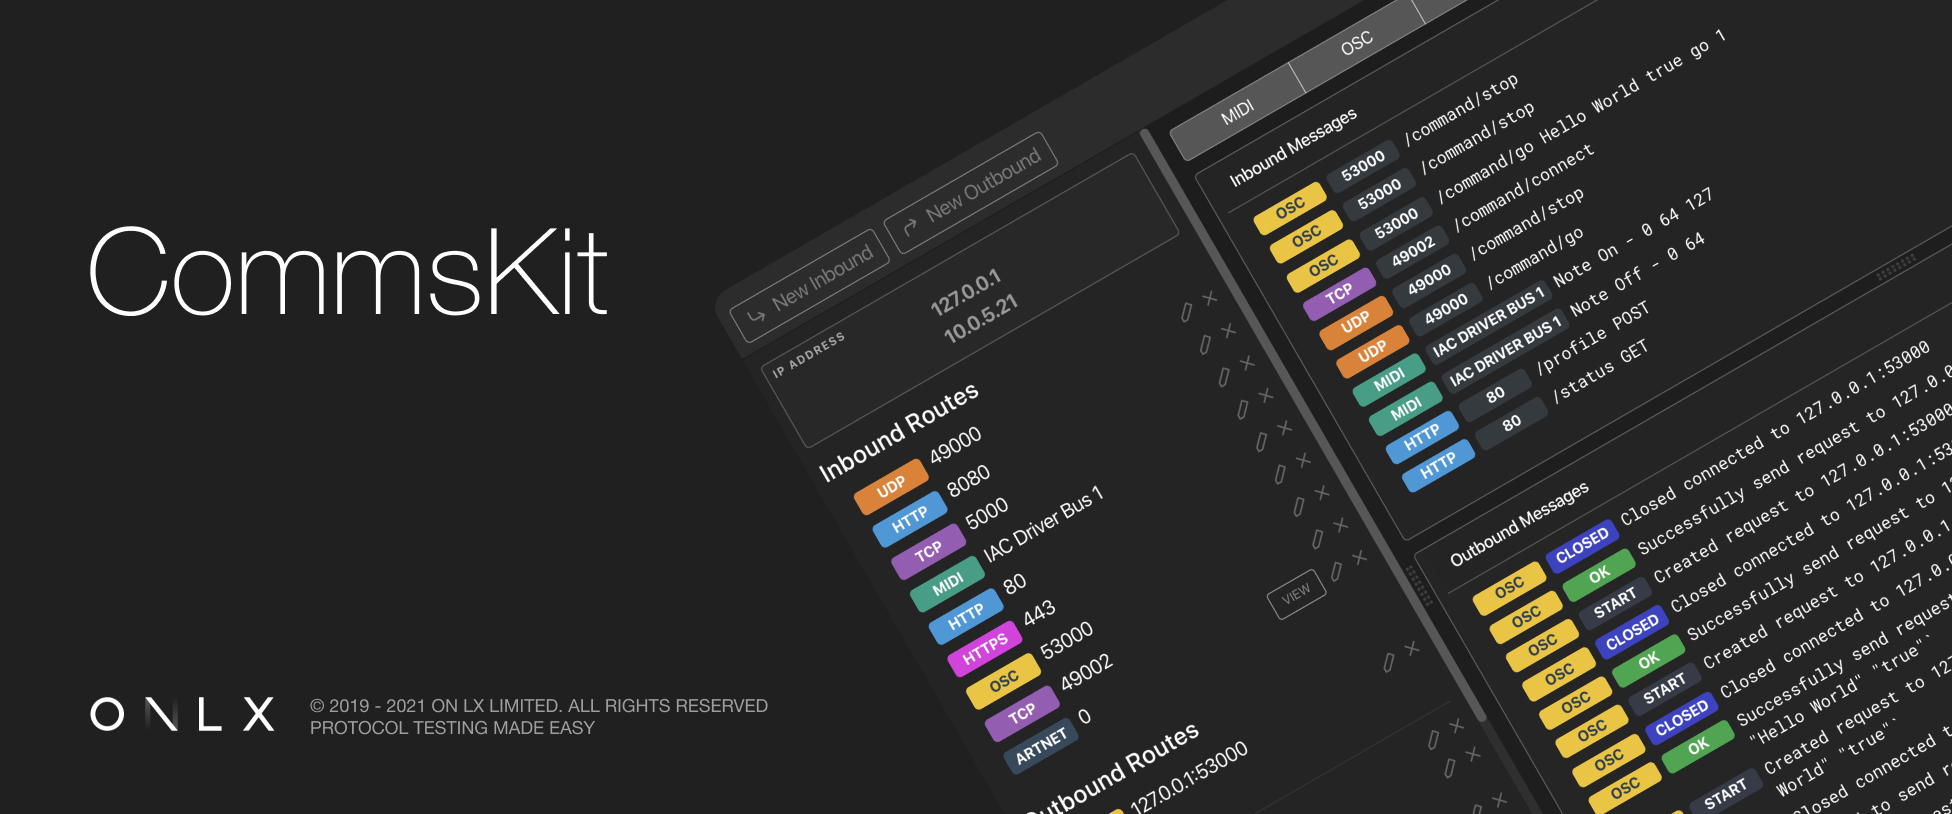 CommsKit
ONLX
© 2019 - 2021 ON LX LIMITED. ALL RIGHTS RESERVED
PROTOCOL TESTING MADE EASY
New Inbound
New Outbound
IP ADDRESS
127.0.0.1
10.0.5.21
Inbound Routes
UDP 49000
HTTP 8080
TCP 5000
MIDI IAC Driver Bus 1
HTTP 80
HTTPS 443
OSC 53000
TCP 49002
ARTNET 0
VIEW
Outbound Routes
127.0.0.1:53000
MIDI
OSC
Inbound Messages
OSC 53000 /command/stop
OSC 53000 /command/stop
OSC 53000 /command/go Hello World true go 1
TCP 49002 /command/connect
UDP 49000 /command/stop
UDP 49000 /command/go
MIDI IAC DRIVER BUS 1 Note On - 0 64 127
MIDI IAC DRIVER BUS 1 Note Off - 0 64
HTTP 80 /profile POST
HTTP 80 /status GET
Outbound Messages
OSC CLOSED Closed connected to 127.0.0.1:53000
OSC OK Successfully send request to 127.0.0
OSC START Created request to 127.0.0.1:53000
OSC CLOSED Closed connected to 127.0.0.1:53
OSC OK Successfully send request to
OSC START Created request to 127.0.0.1
OSC CLOSED Closed connected to 127.0.0
OSC OK Successfully send request
"Hello World" "true"`
START Created request to 127
World" "true"`
Closed connected
to send